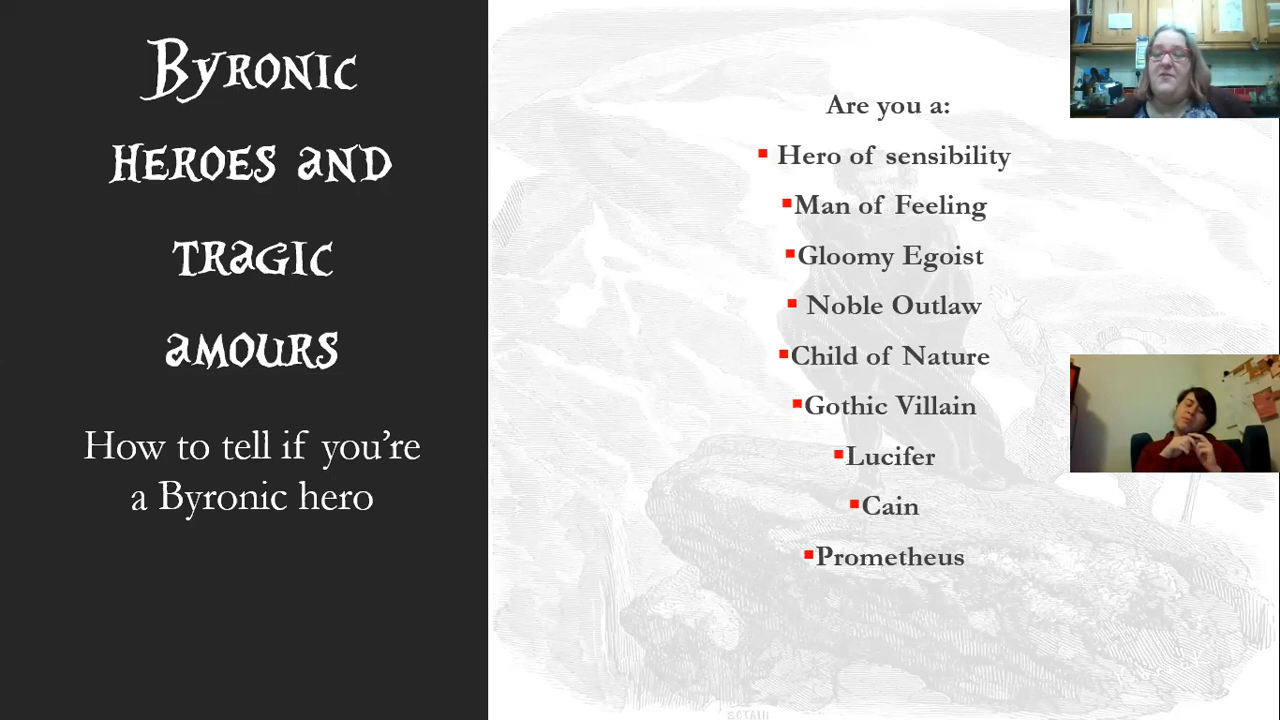 Byronic
heroes and
tragic
amours
How to tell if you're
a Byronic hero
Are you a:
▪ Hero of sensibility
▪Man of Feeling
▪Gloomy Egoist
▪ Noble Outlaw
▪Child of Nature
▪Gothic Villain
▪Lucifer
▪Cain
▪Prometheus